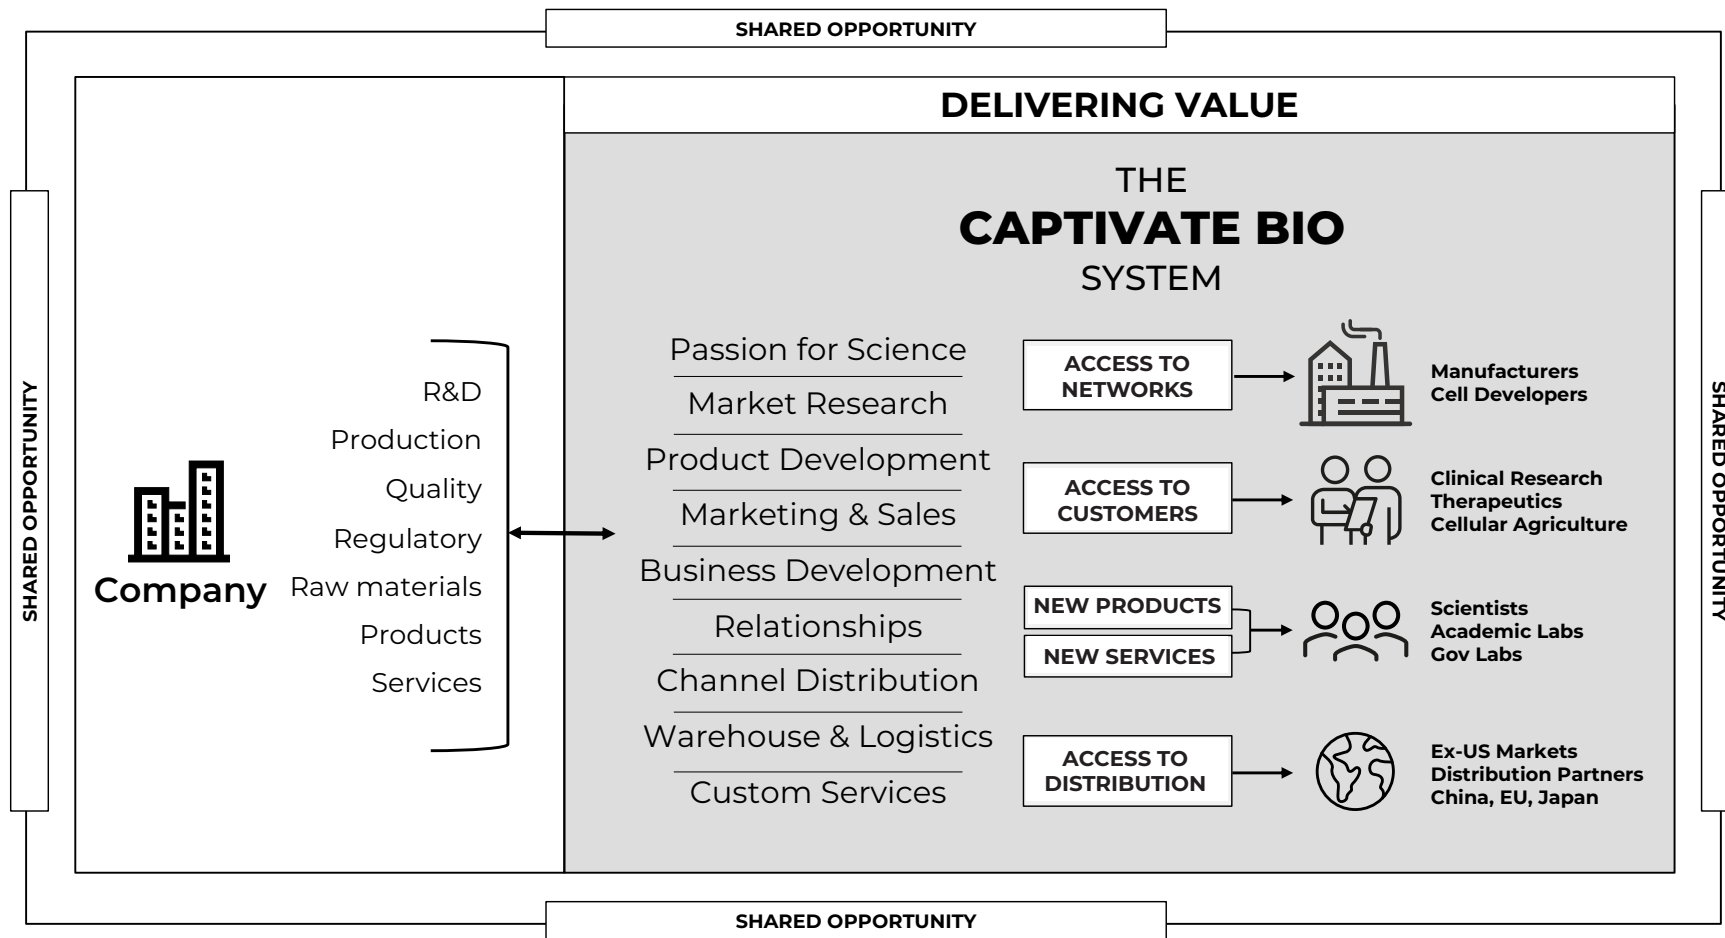 SHARED OPPORTUNITY
SHARED OPPORTUNITY
DELIVERING VALUE
THE
CAPTIVATE BIO
SYSTEM
Company
R&D
Production
Quality
Regulatory
Raw materials
Products
Services
Passion for Science
Market Research
Product Development
Marketing & Sales
Business Development
Relationships
Channel Distribution
Warehouse & Logistics
Custom Services
ACCESS TO
NETWORKS
Manufacturers
Cell Developers
ACCESS TO
CUSTOMERS
Clinical Research
Therapeutics
Cellular Agriculture
NEW PRODUCTS
NEW SERVICES
Scientists
Academic Labs
Gov Labs
ACCESS TO
DISTRIBUTION
Ex-US Markets
Distribution Partners
China, EU, Japan
SHARED OPPORTUNITY
SHARED OPPORTUNITY